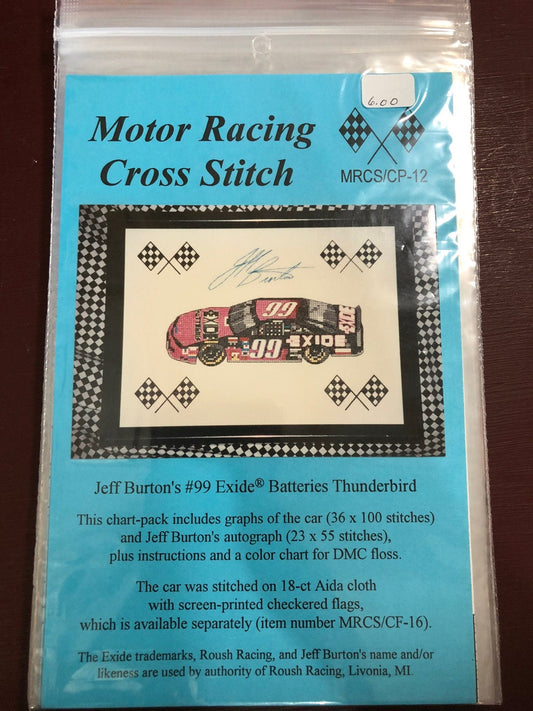 6.00
Motor Racing
Cross Stitch
MRCS/CP-12
Jeff Burton
99
EXIDE
99
EXIDE
Jeff Burton's #99 Exide® Batteries Thunderbird
This chart-pack includes graphs of the car (36 x 100 stitches)
and Jeff Burton's autograph (23 x 55 stitches),
plus instructions and a color chart for DMC floss.
The car was stitched on 18-ct Aida cloth
with screen-printed checkered flags,
which is available separately (item number MRCS/CF-16).
The Exide trademarks, Roush Racing, and Jeff Burton's name and/or
likeness are used by authority of Roush Racing, Livonia, MI.